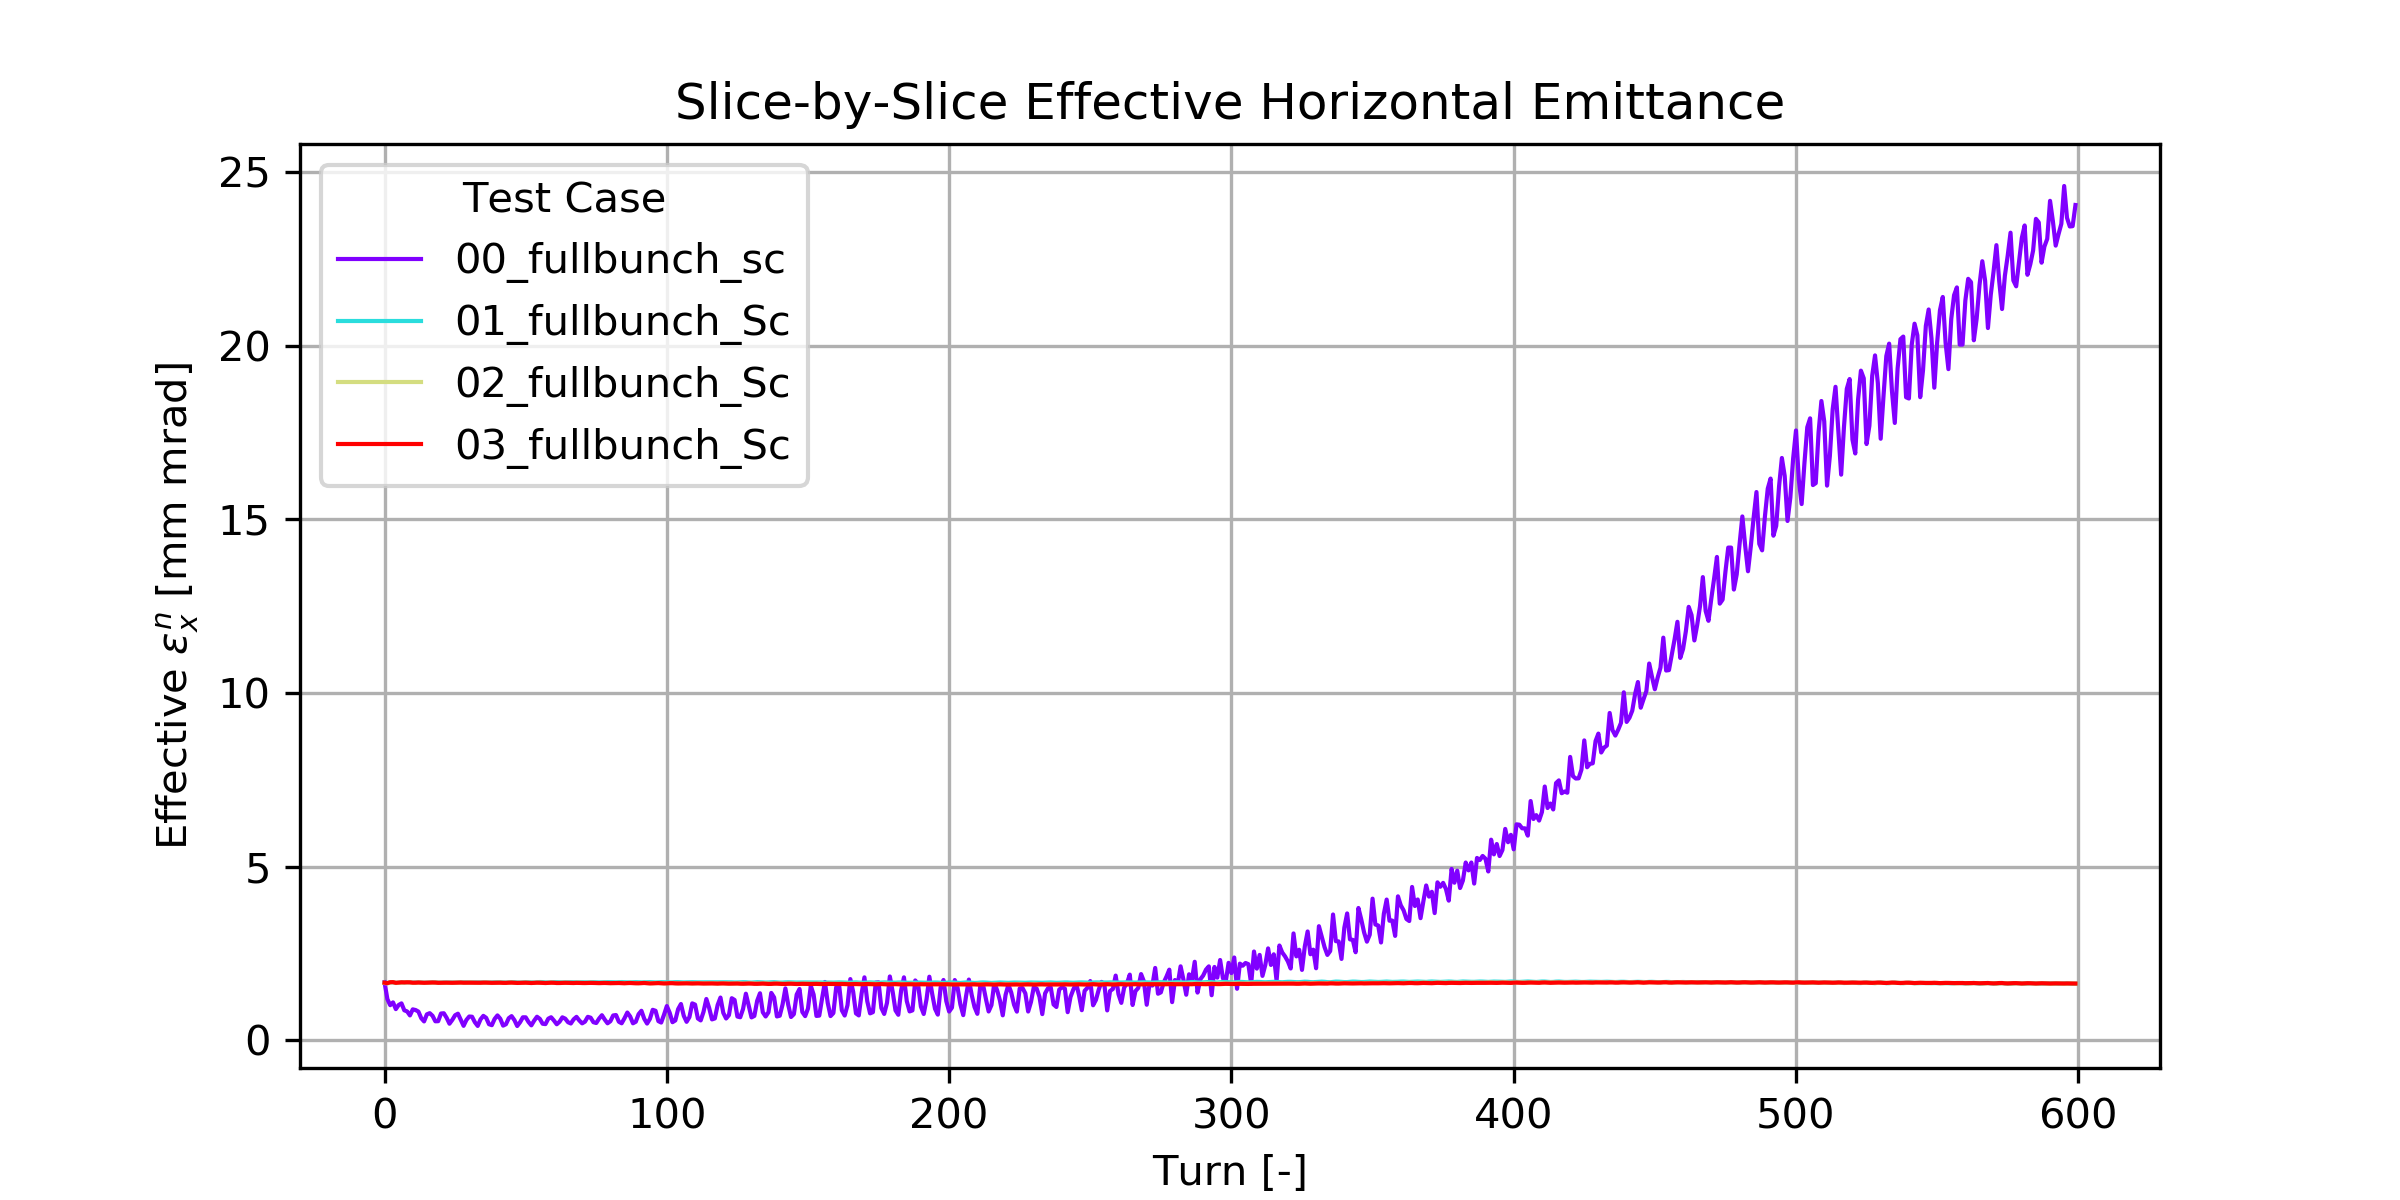 Slice-by-Slice Effective Horizontal Emittance
Test Case
00_fullbunch_sc
01_fullbunch_Sc
02_fullbunch_Sc
03_fullbunch_Sc
25
20
15
10
5
0
Effective εₓⁿ [mm mrad]
0 100 200 300 400 500 600
Turn [-]